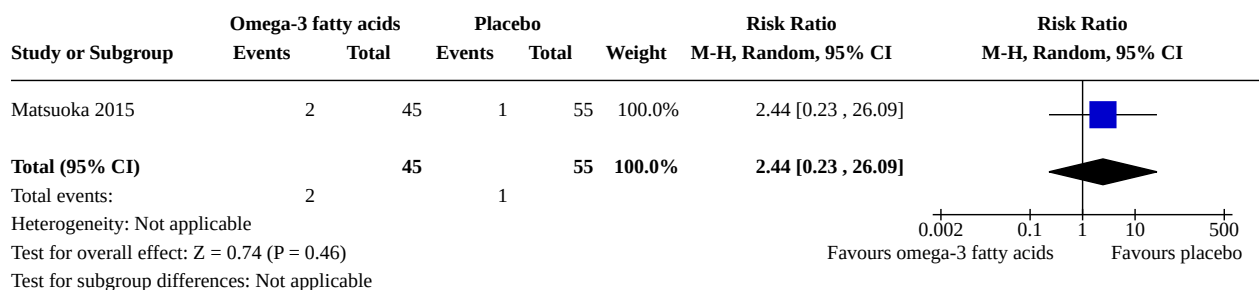 Omega-3 fatty acids Placebo Risk Ratio Risk Ratio
Study or Subgroup Events Total Events Total Weight M-H, Random, 95% CI M-H, Random, 95% CI
Matsuoka 2015 2 45 1 55 100.0% 2.44 [0.23 , 26.09]
Total (95% CI) 45 55 100.0% 2.44 [0.23 , 26.09]
Total events: 2 1
Heterogeneity: Not applicable
0.002 0.1 1 10 500
Test for overall effect: Z = 0.74 (P = 0.46) Favours omega-3 fatty acids Favours placebo
Test for subgroup differences: Not applicable